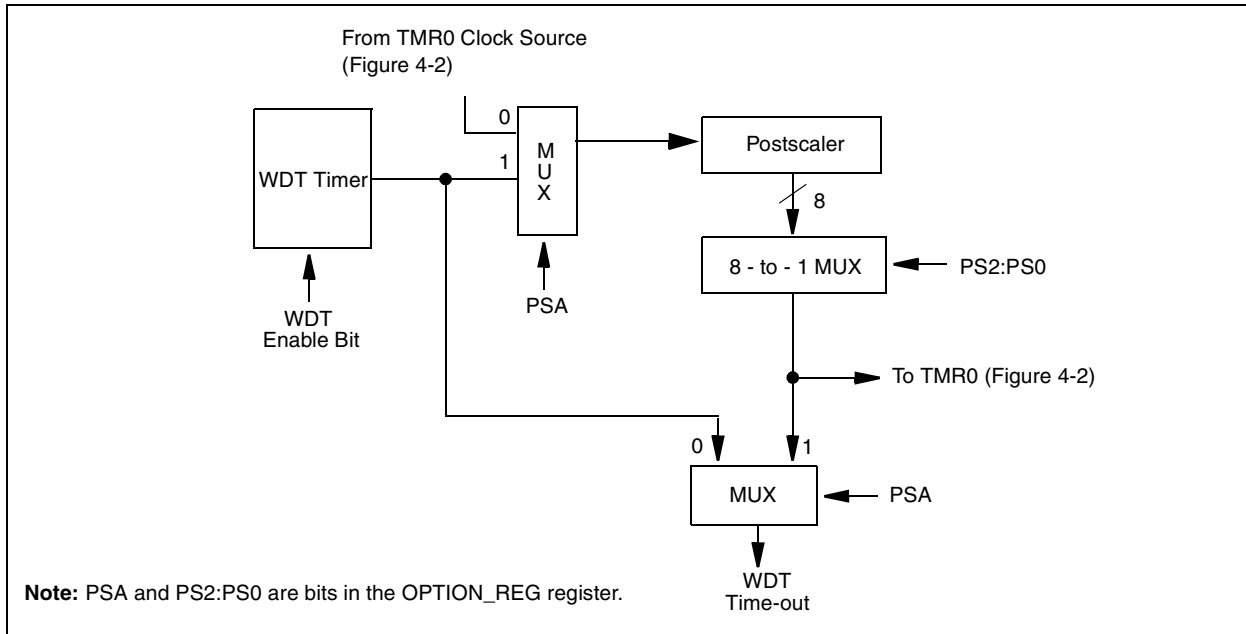 From TMR0 Clock Source
(Figure 4-2)
0
1
M
U
X
WDT Timer
Postscaler
8
8 - to - 1 MUX
PS2:PS0
PSA
WDT
Enable Bit
To TMR0 (Figure 4-2)
0
1
MUX
PSA
WDT
Time-out
Note: PSA and PS2:PS0 are bits in the OPTION_REG register.